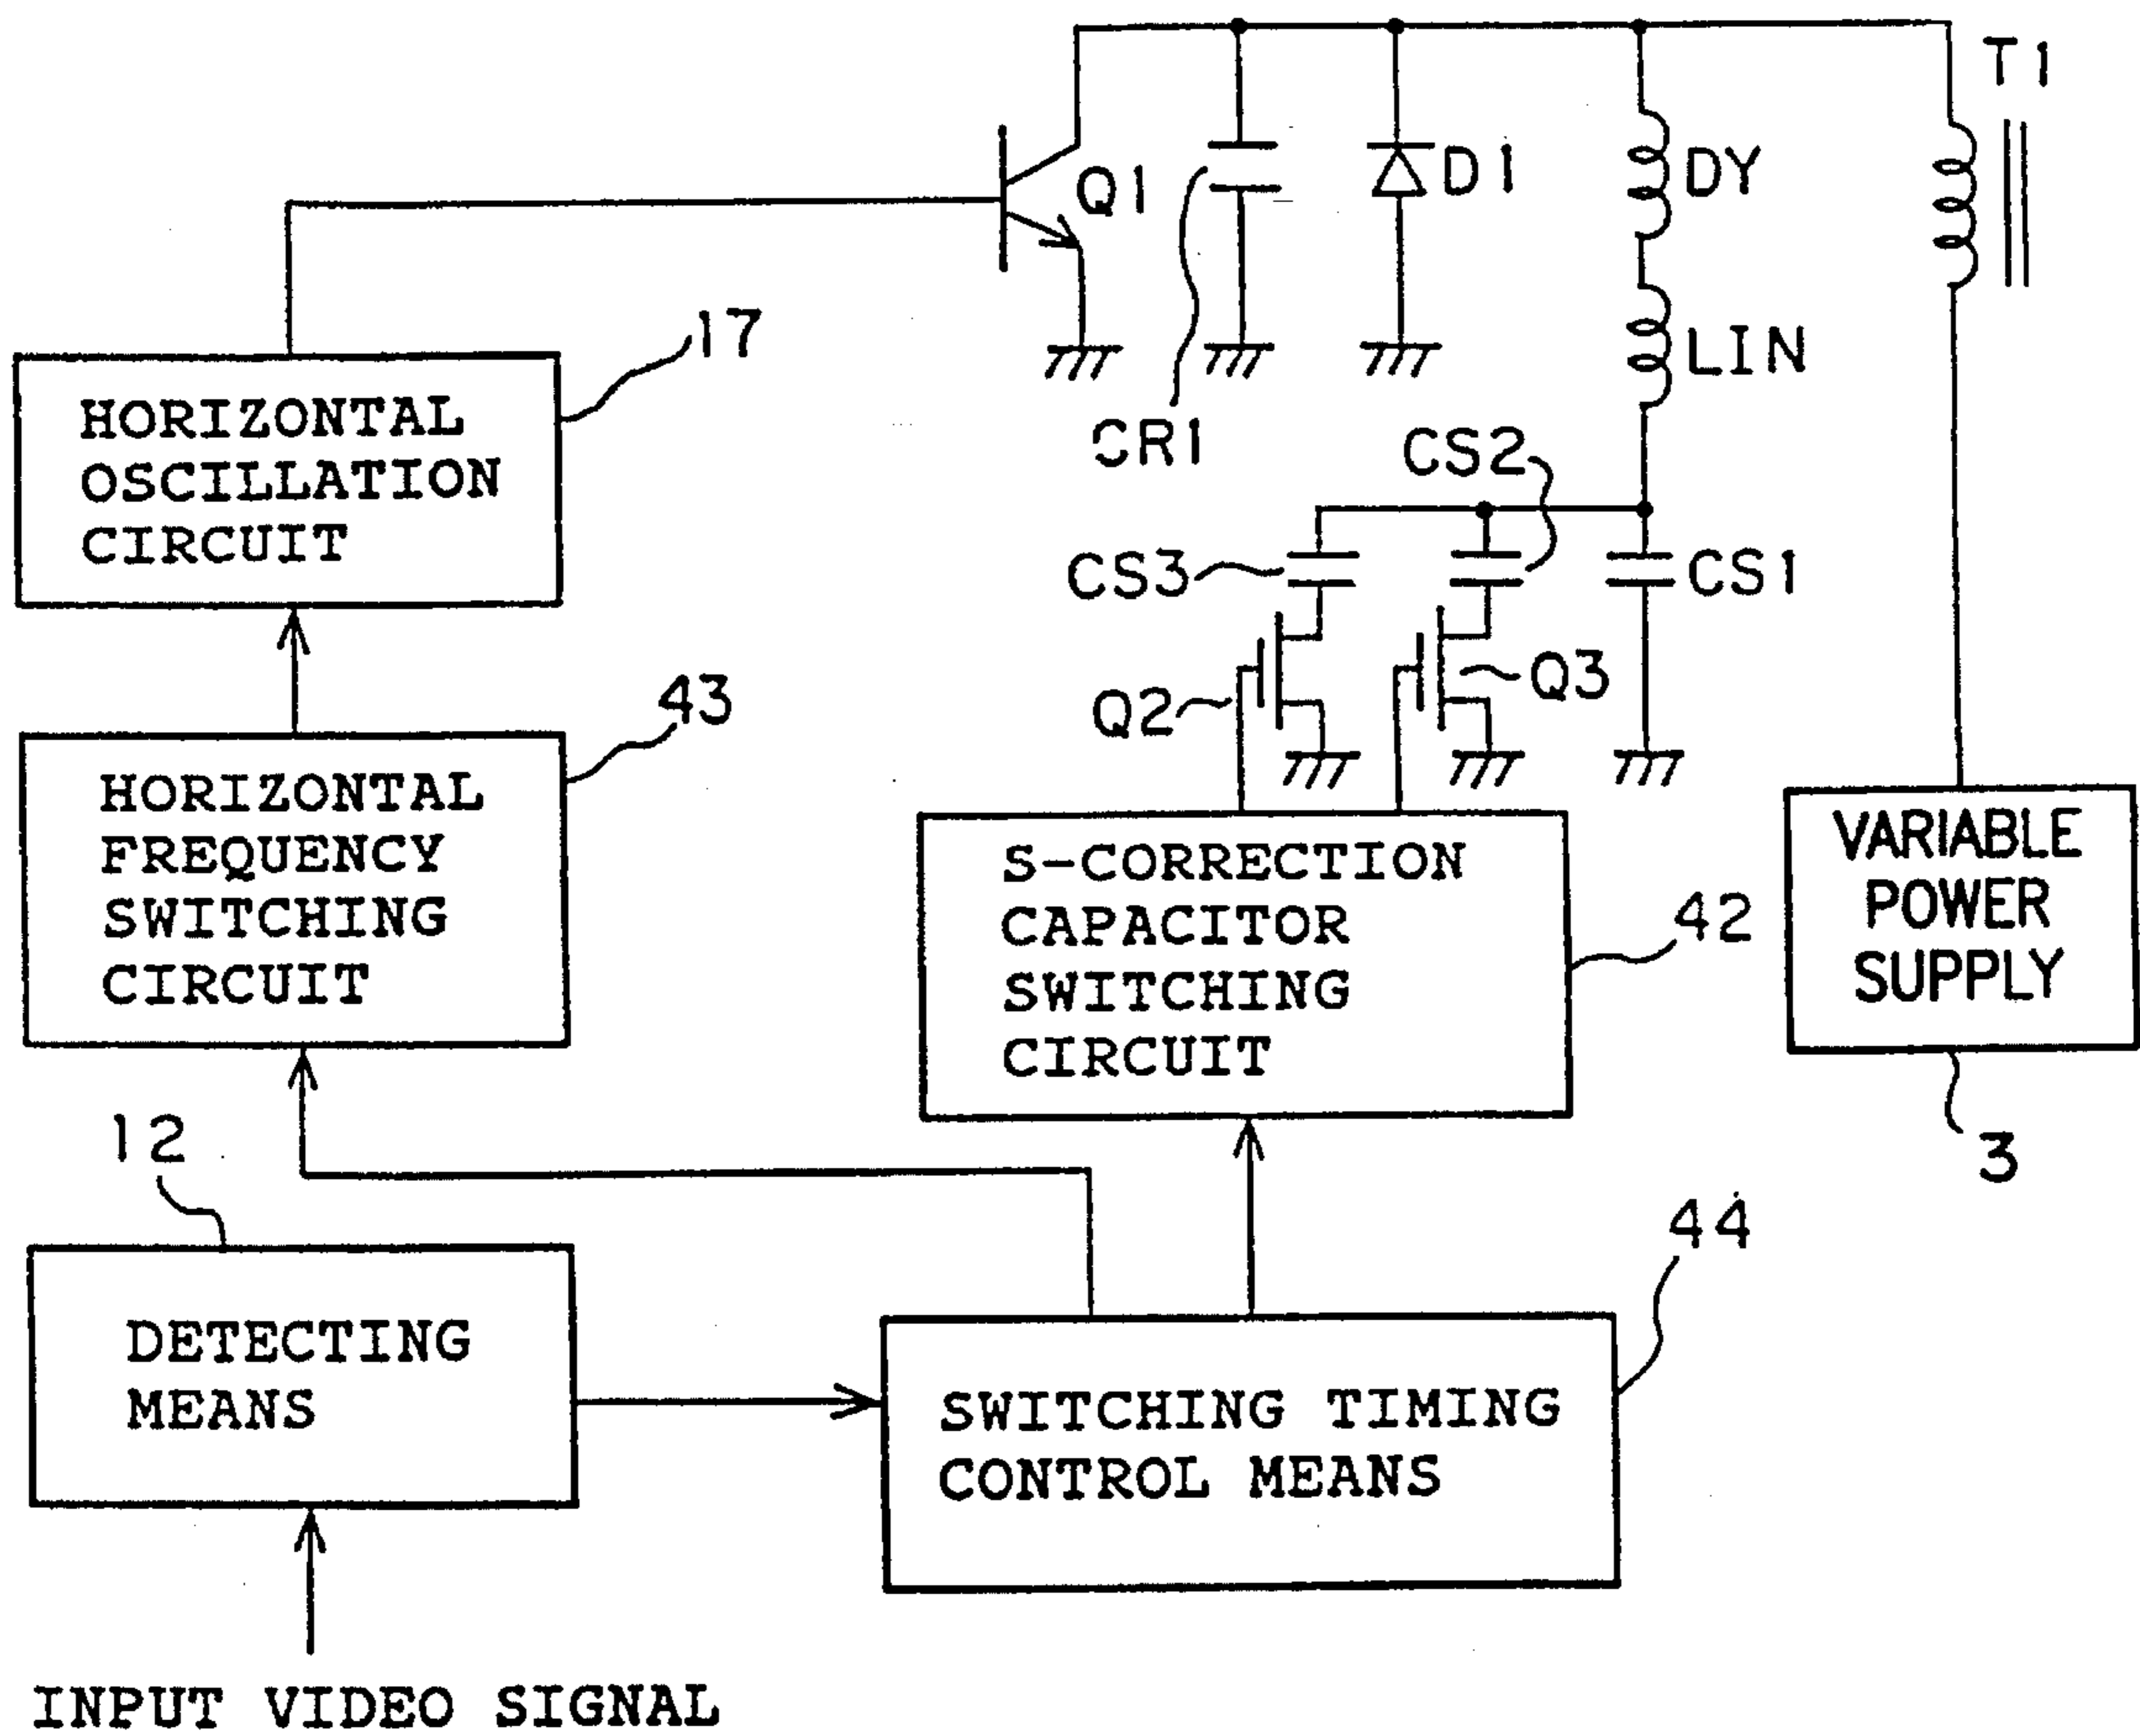 T1
Q1
D1
DY
17
LIN
HORIZONTAL
OSCILLATION
CIRCUIT
CR1
CS2
CS3
CS1
Q3
Q2
43
HORIZONTAL
FREQUENCY
SWITCHING
CIRCUIT
VARIABLE
POWER
SUPPLY
S-CORRECTION
CAPACITOR
SWITCHING
CIRCUIT
42
12
3
44
DETECTING
MEANS
SWITCHING TIMING
CONTROL MEANS
INPUT VIDEO SIGNAL